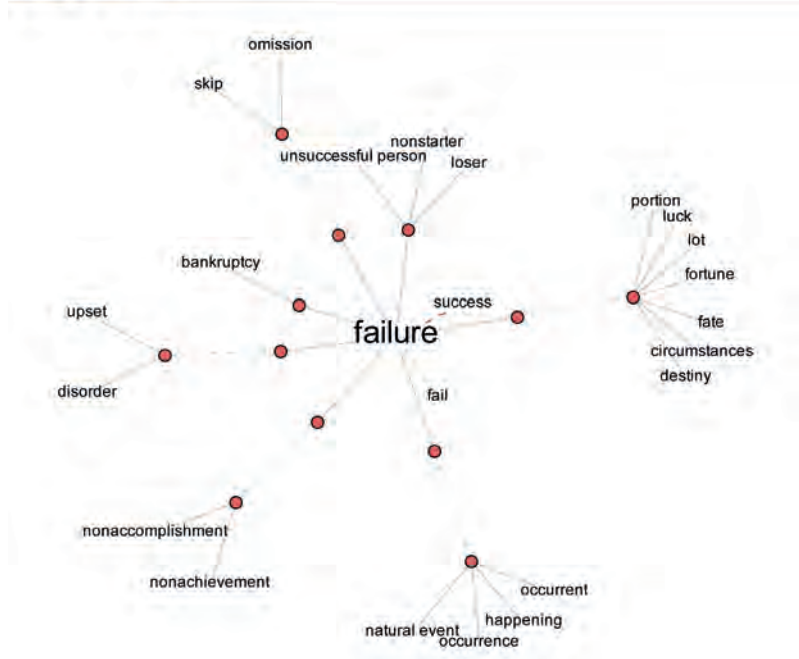 omission
skip
nonstarter
unsuccessful person
loser
portion
luck
lot
bankruptcy
fortune
success
upset
fate
failure
circumstances
destiny
disorder
fail
nonaccomplishment
nonachievement
occurrent
happening
natural event
occurrence